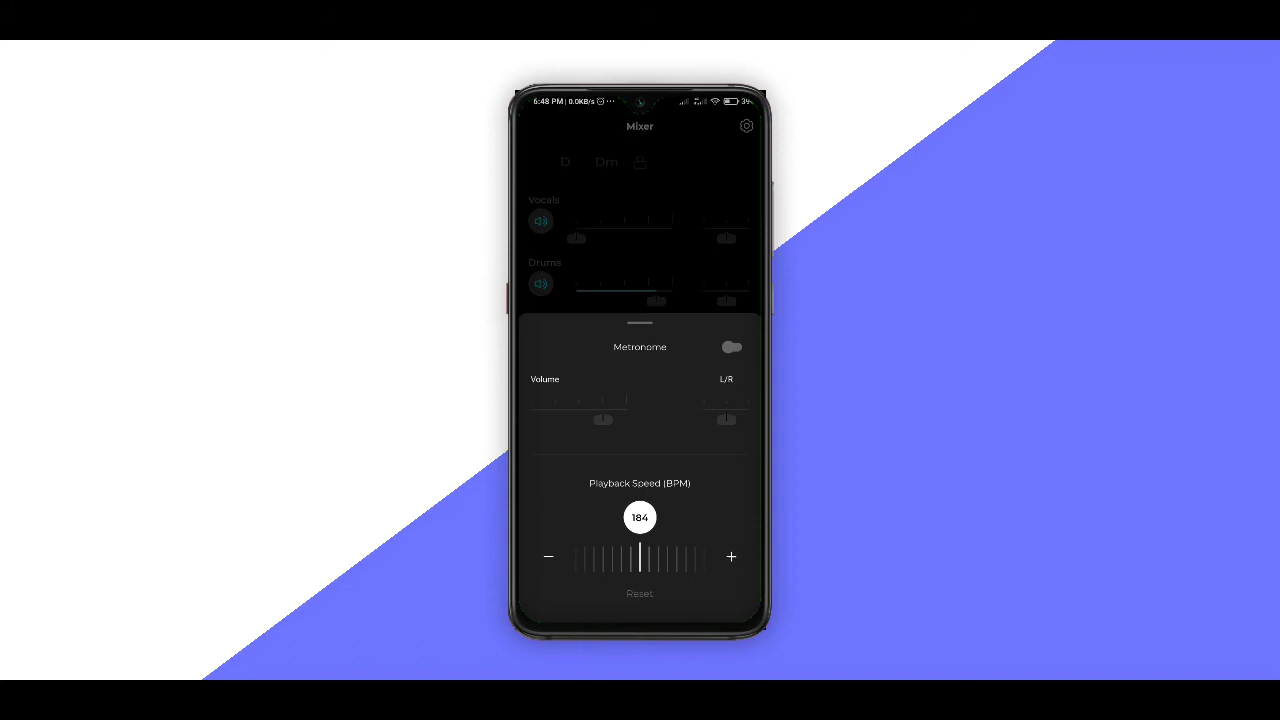 6:48 PM | 0.0KB/s
Mixer
D Dm
Vocals
Drums
Metronome
Volume L/R
Playback Speed (BPM)
184
− +
Reset